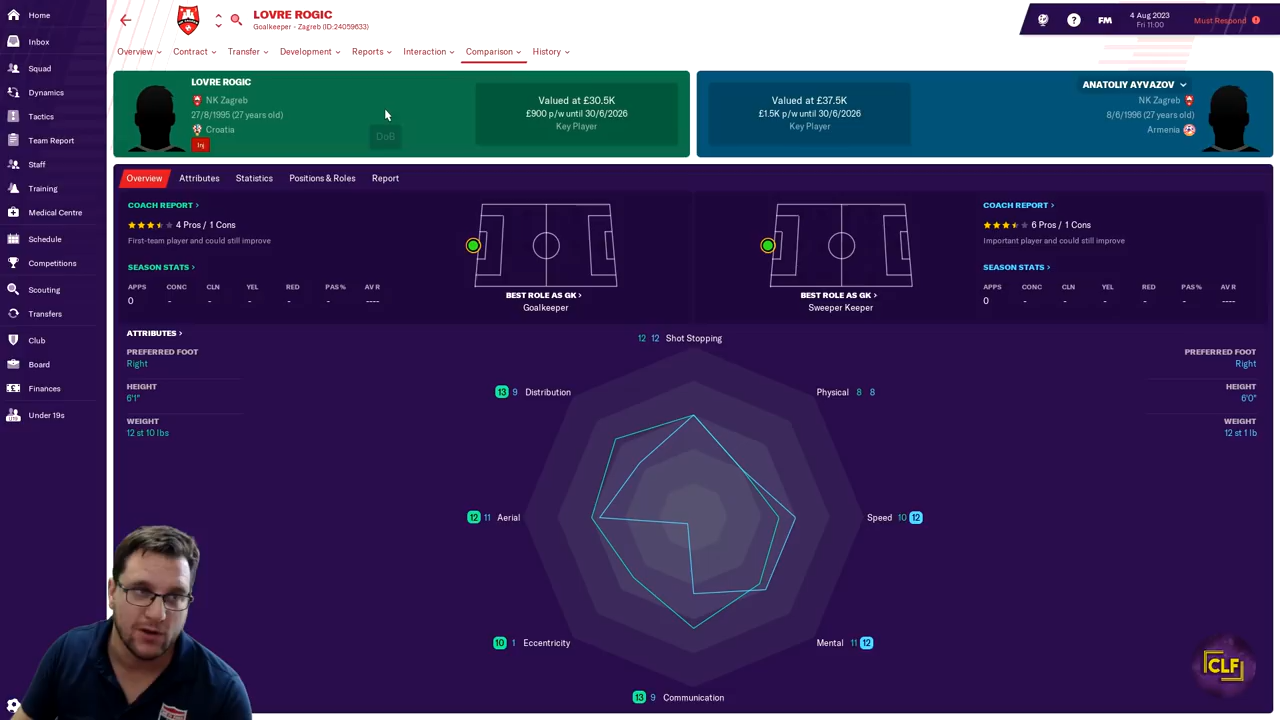 Home
Inbox
Squad
Dynamics
Tactics
Team Report
Staff
Training
Medical Centre
Schedule
Competitions
Scouting
Transfers
Club
Board
Finances
Under 19s
LOVRE ROGIC
Goalkeeper - Zagreb (ID:24059633)
FM
4 Aug 2023
Fri 11:00
Must Respond
Overview
Contract
Transfer
Development
Reports
Interaction
Comparison
History
LOVRE ROGIC
NK Zagreb
27/8/1995 (27 years old)
Croatia
Inj
DoB
Valued at £30.5K
£900 p/w until 30/6/2026
Key Player
Valued at £37.5K
£1.5K p/w until 30/6/2026
Key Player
ANATOLIY AYVAZOV
NK Zagreb
8/6/1996 (27 years old)
Armenia
Overview Attributes Statistics Positions & Roles Report
COACH REPORT >
4 Pros / 1 Cons
First-team player and could still improve
SEASON STATS >
APPS CONC CLN YEL RED PAS% AV R
0 - - - - - ----
BEST ROLE AS GK >
Goalkeeper
BEST ROLE AS GK >
Sweeper Keeper
COACH REPORT >
6 Pros / 1 Cons
Important player and could still improve
SEASON STATS >
APPS CONC CLN YEL RED PAS% AV R
0 - - - - - ----
ATTRIBUTES >
PREFERRED FOOT
Right
HEIGHT
6'1"
WEIGHT
12 st 10 lbs
12 12 Shot Stopping
13 9 Distribution
Physical 8 8
12 11 Aerial
Speed 10 12
10 1 Eccentricity
Mental 11 12
13 9 Communication
PREFERRED FOOT
Right
HEIGHT
6'0"
WEIGHT
12 st 1 lb
CLF